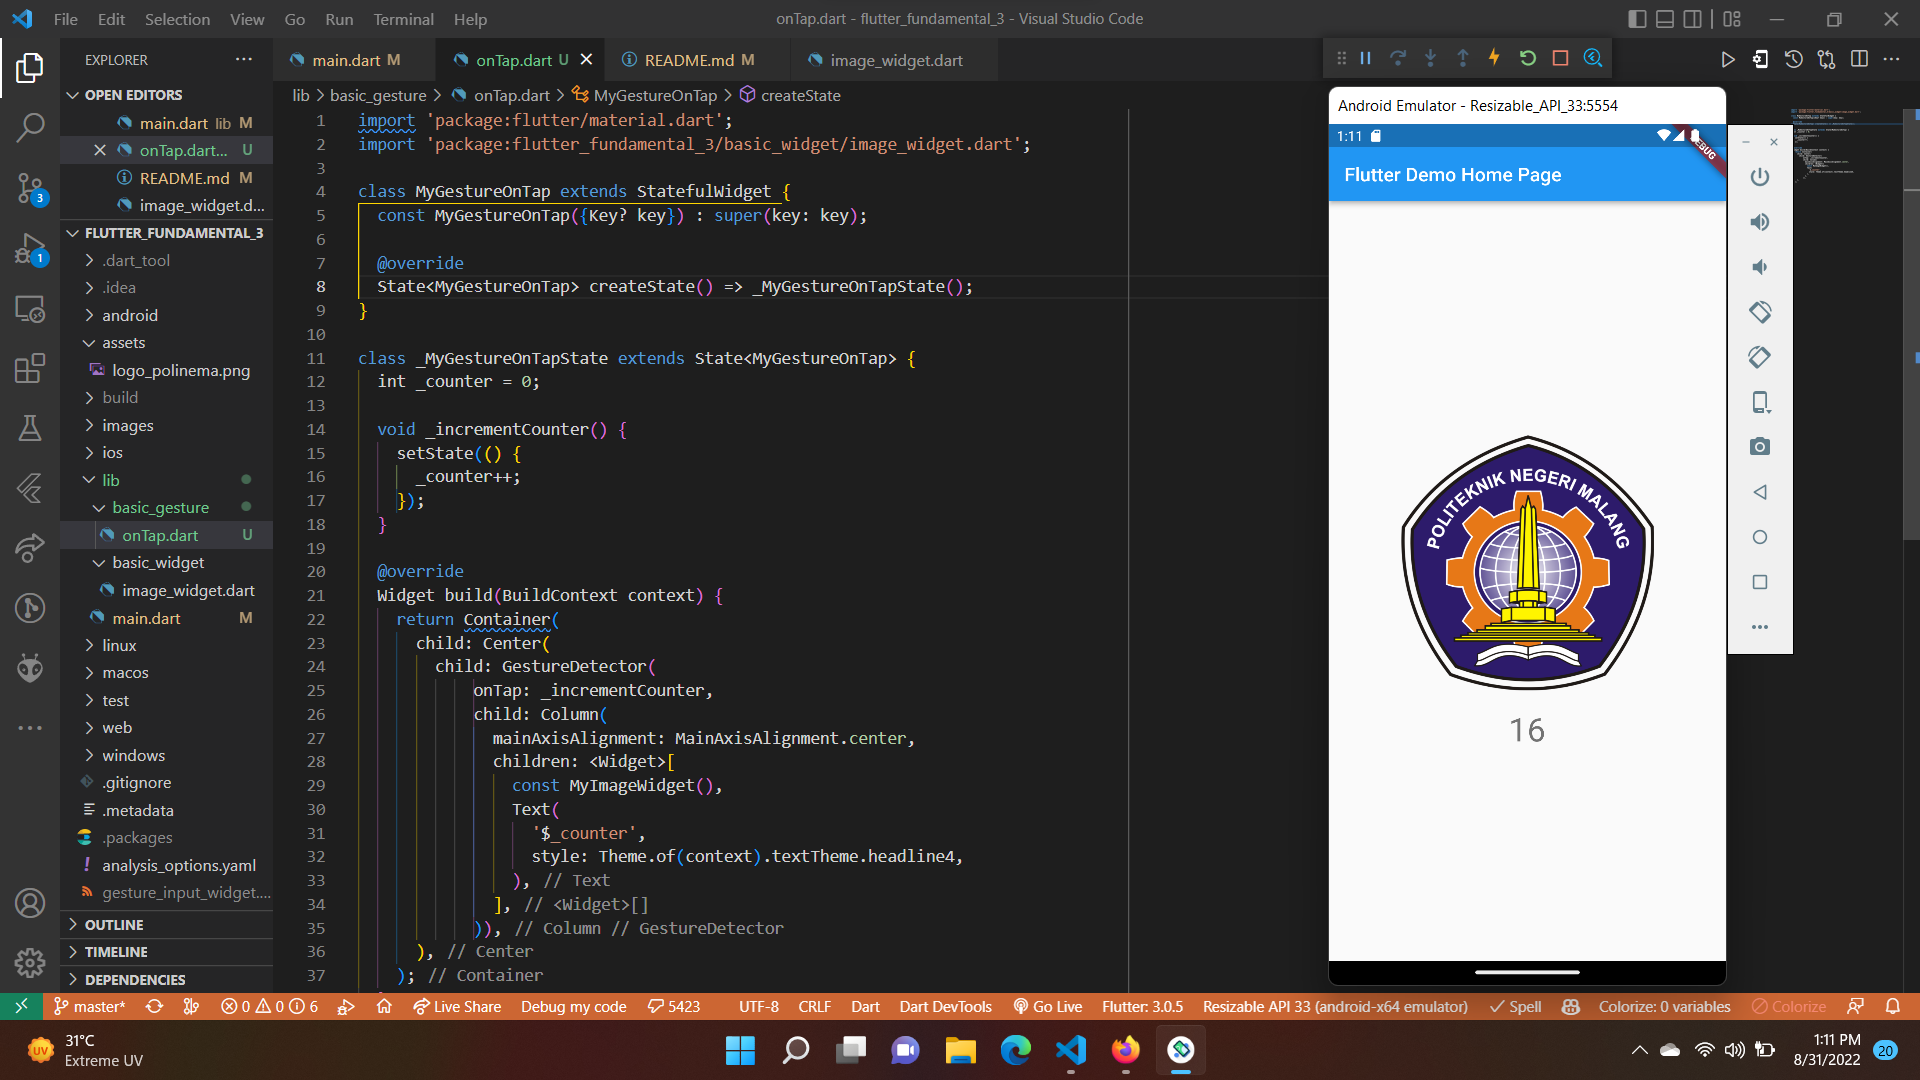 File Edit Selection View Go Run Terminal Help
onTap.dart - flutter_fundamental_3 - Visual Studio Code
EXPLORER
OPEN EDITORS
main.dart lib M
onTap.dart... U
README.md M
image_widget.d...
FLUTTER_FUNDAMENTAL_3
.dart_tool
.idea
android
assets
logo_polinema.png
build
images
ios
lib
basic_gesture
onTap.dart U
basic_widget
image_widget.dart
main.dart M
linux
macos
test
web
windows
.gitignore
.metadata
.packages
analysis_options.yaml
gesture_input_widget....
OUTLINE
TIMELINE
DEPENDENCIES
3
1
main.dart M
onTap.dart U
README.md M
image_widget.dart
lib > basic_gesture > onTap.dart > MyGestureOnTap > createState
1 import 'package:flutter/material.dart';
2 import 'package:flutter_fundamental_3/basic_widget/image_widget.dart';
3
4 class MyGestureOnTap extends StatefulWidget {
5 const MyGestureOnTap({Key? key}) : super(key: key);
6
7 @override
8 State<MyGestureOnTap> createState() => _MyGestureOnTapState();
9 }
10
11 class _MyGestureOnTapState extends State<MyGestureOnTap> {
12 int _counter = 0;
13
14 void _incrementCounter() {
15 setState(() {
16 _counter++;
17 });
18 }
19
20 @override
21 Widget build(BuildContext context) {
22 return Container(
23 child: Center(
24 child: GestureDetector(
25 onTap: _incrementCounter,
26 child: Column(
27 mainAxisAlignment: MainAxisAlignment.center,
28 children: <Widget>[
29 const MyImageWidget(),
30 Text(
31 '$_counter',
32 style: Theme.of(context).textTheme.headline4,
33 ), // Text
34 ], // <Widget>[]
35 )), // Column // GestureDetector
36 ), // Center
37 ); // Container
Android Emulator - Resizable_API_33:5554
1:11
DEBUG
Flutter Demo Home Page
POLITEKNIK NEGERI MALANG
16
master* 0 0 6 Live Share Debug my code 5423 UTF-8 CRLF Dart Dart DevTools Go Live Flutter: 3.0.5 Resizable API 33 (android-x64 emulator) Spell Colorize: 0 variables Colorize
UV
31°C
Extreme UV
1:11 PM
8/31/2022
20